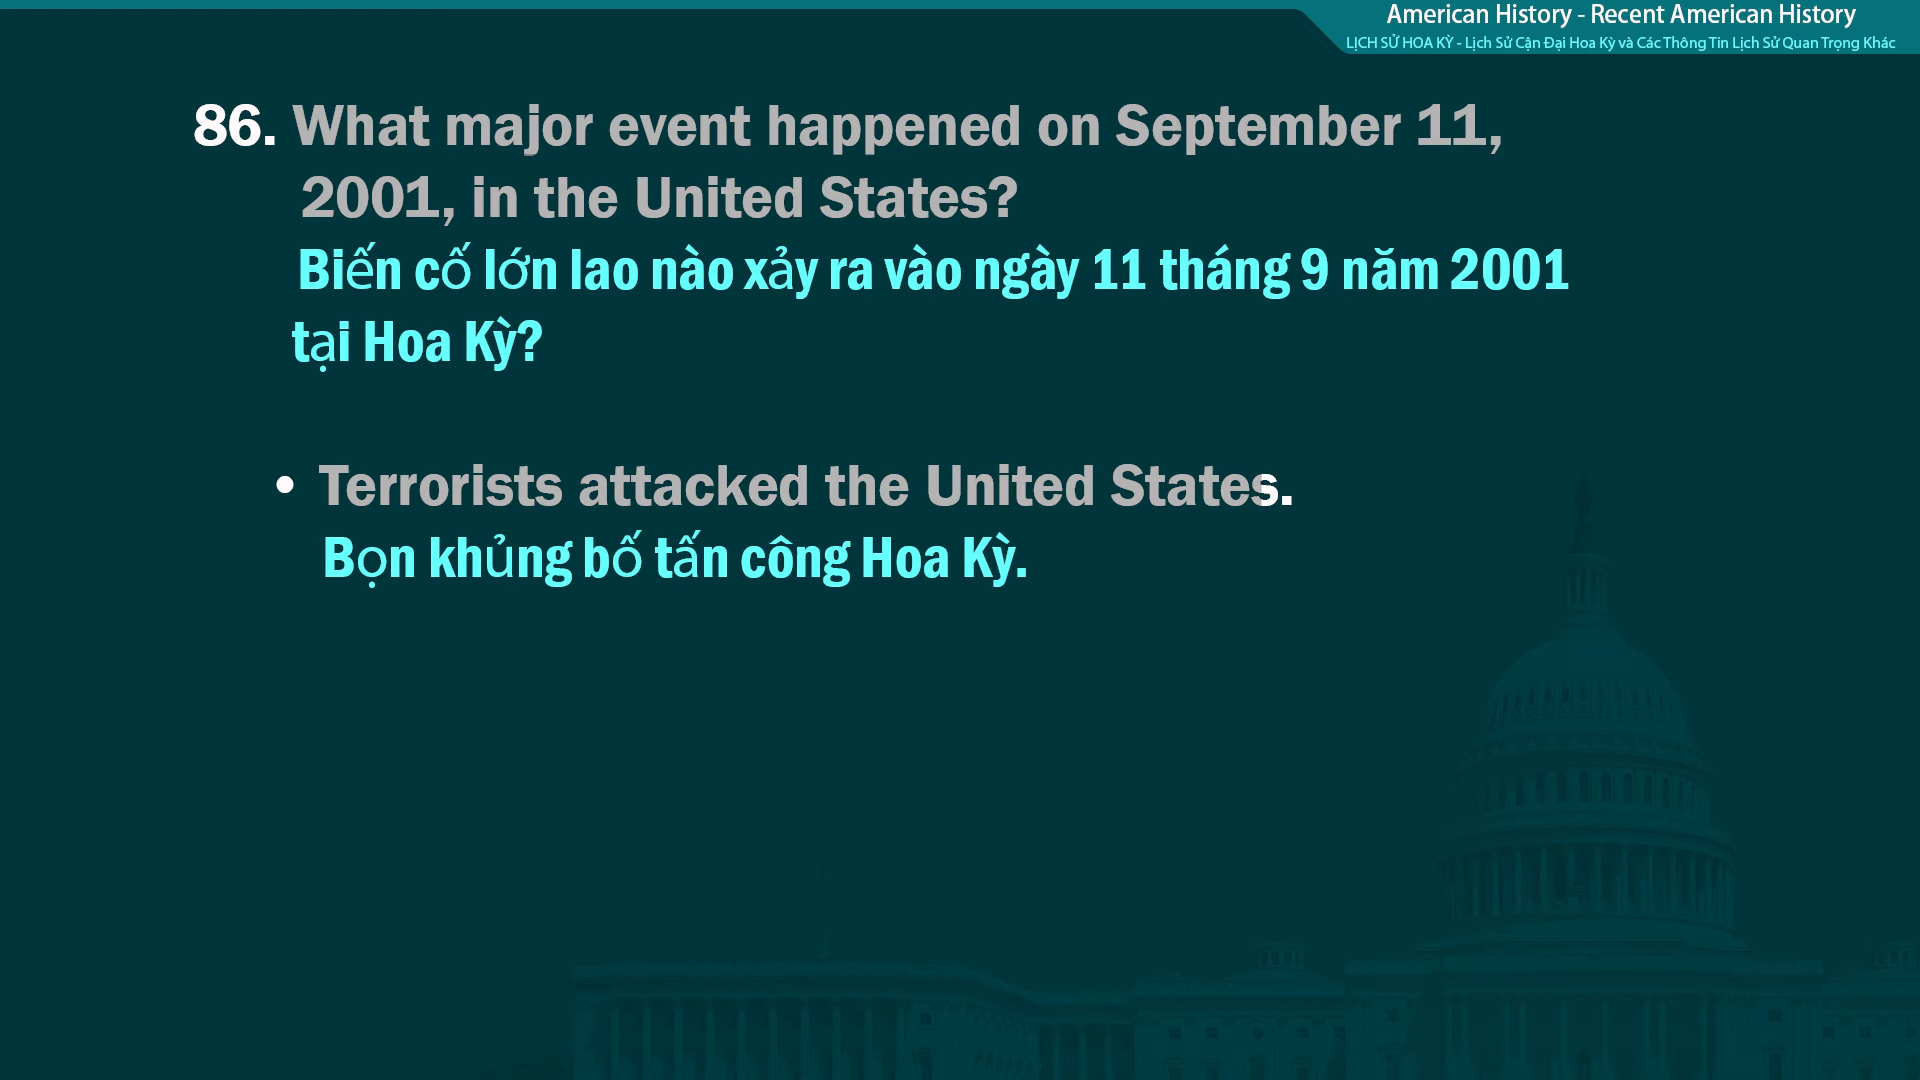 American History - Recent American History
LỊCH SỬ HOA KỲ - Lịch Sử Cận Đại Hoa Kỳ và Các Thông Tin Lịch Sử Quan Trọng Khác
86. What major event happened on September 11,
2001, in the United States?
Biến cố lớn lao nào xảy ra vào ngày 11 tháng 9 năm 2001
tại Hoa Kỳ?
• Terrorists attacked the United States.
Bọn khủng bố tấn công Hoa Kỳ.